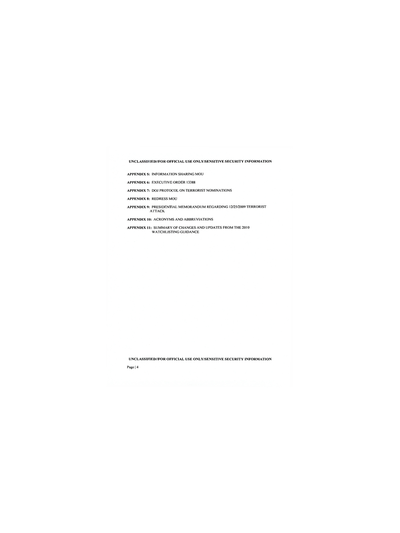 UNCLASSIFIED//FOR OFFICIAL USE ONLY/SENSITIVE SECURITY INFORMATION
APPENDIX 5: INFORMATION SHARING MOU
APPENDIX 6: EXECUTIVE ORDER 13388
APPENDIX 7: DOJ PROTOCOL ON TERRORIST NOMINATIONS
APPENDIX 8: REDRESS MOU
APPENDIX 9: PRESIDENTIAL MEMORANDUM REGARDING 12/25/2009 TERRORIST
ATTACK
APPENDIX 10: ACRONYMS AND ABBREVIATIONS
APPENDIX 11: SUMMARY OF CHANGES AND UPDATES FROM THE 2010
WATCHLISTING GUIDANCE
UNCLASSIFIED//FOR OFFICIAL USE ONLY/SENSITIVE SECURITY INFORMATION
Page | 4